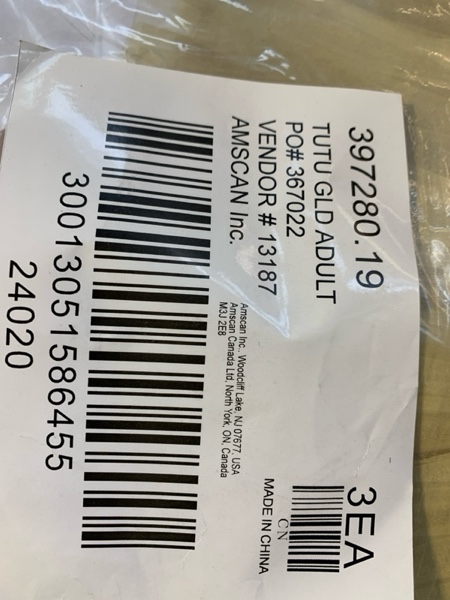 397280.19 3EA
TUTU GLD ADULT
PO# 367022
VENDOR # 13187
AMSCAN Inc.
CN
MADE IN CHINA
Amscan Inc., Woodcliff Lake, NJ 07677, USA
Amscan Canada Ltd, North York, ON, Canada
M3J 2E8
30013051586455
24020